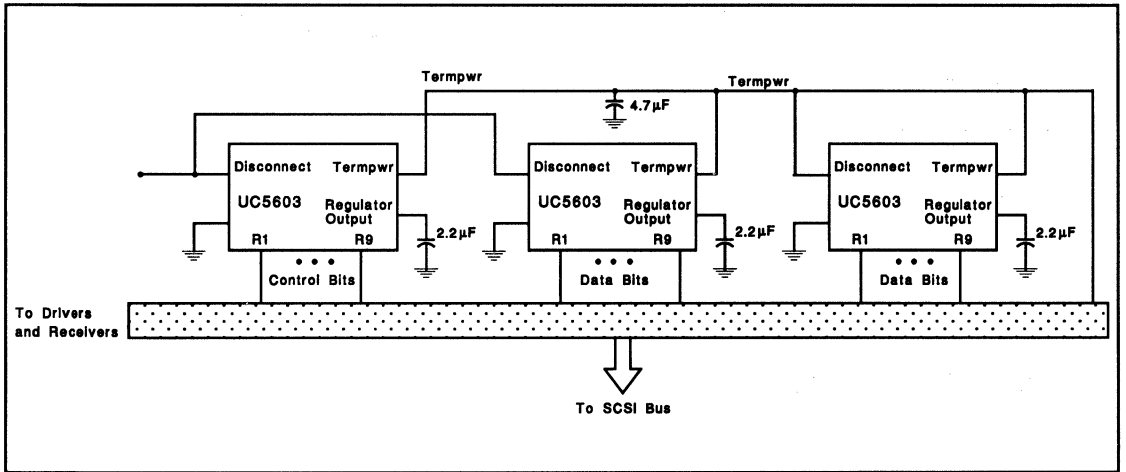 Termpwr
Termpwr
4.7µF
Disconnect Termpwr
UC5603 Regulator
Output
R1 R9
2.2µF
Control Bits
Disconnect Termpwr
UC5603 Regulator
Output
R1 R9
2.2µF
Data Bits
Disconnect Termpwr
UC5603 Regulator
Output
R1 R9
2.2µF
Data Bits
To Drivers
and Receivers
To SCSI Bus